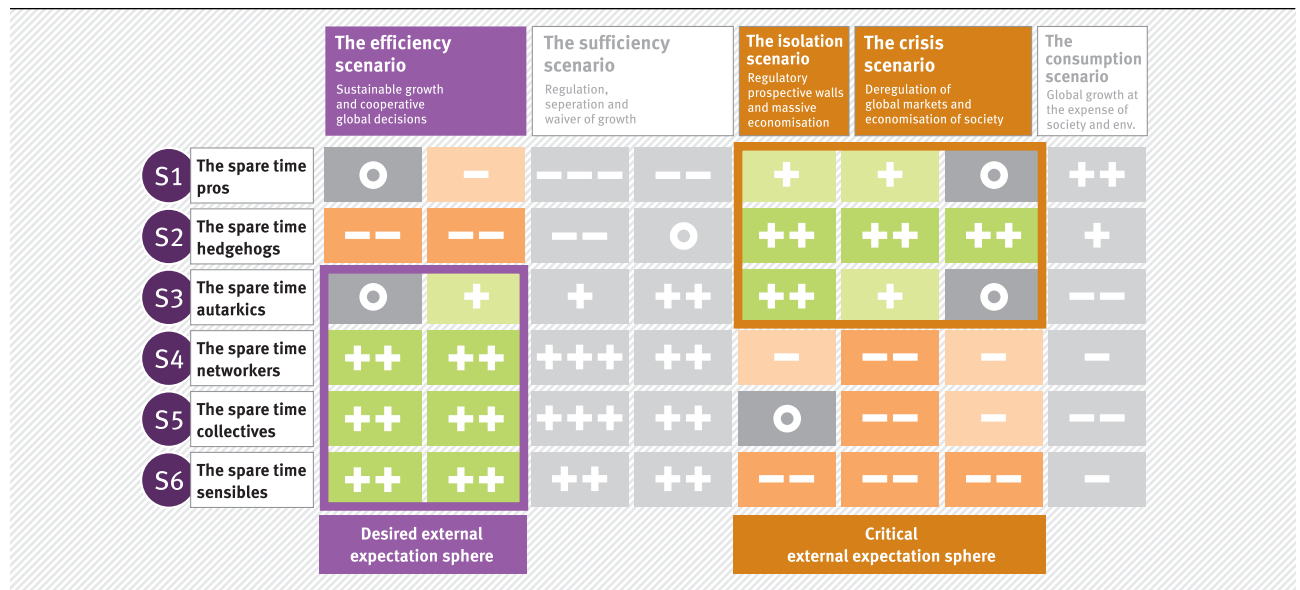 The efficiency
scenario
Sustainable growth
and cooperative
global decisions
The sufficiency
scenario
Regulation,
seperation and
waiver of growth
The isolation
scenario
Regulatory
prospective walls
and massive
economisation
The crisis
scenario
Deregulation of
global markets and
economisation of society
The
consumption
scenario
Global growth at
the expense of
society and env.
S1
The spare time
pros
O – – – – – – + + O ++
S2
The spare time
hedgehogs
– – – – – – O ++ ++ ++ +
S3
The spare time
autarkics
O + + ++ ++ + O – –
S4
The spare time
networkers
++ ++ +++ ++ – – – – –
S5
The spare time
collectives
++ ++ +++ ++ O – – – – –
S6
The spare time
sensibles
++ ++ ++ ++ – – – – – – –
Desired external
expectation sphere
Critical
external expectation sphere